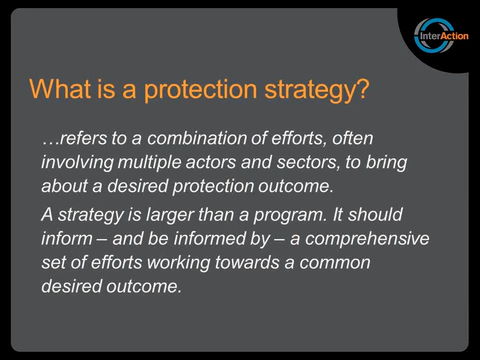 InterAction
What is a protection strategy?
…refers to a combination of efforts, often
involving multiple actors and sectors, to bring
about a desired protection outcome.
A strategy is larger than a program. It should
inform – and be informed by – a comprehensive
set of efforts working towards a common
desired outcome.